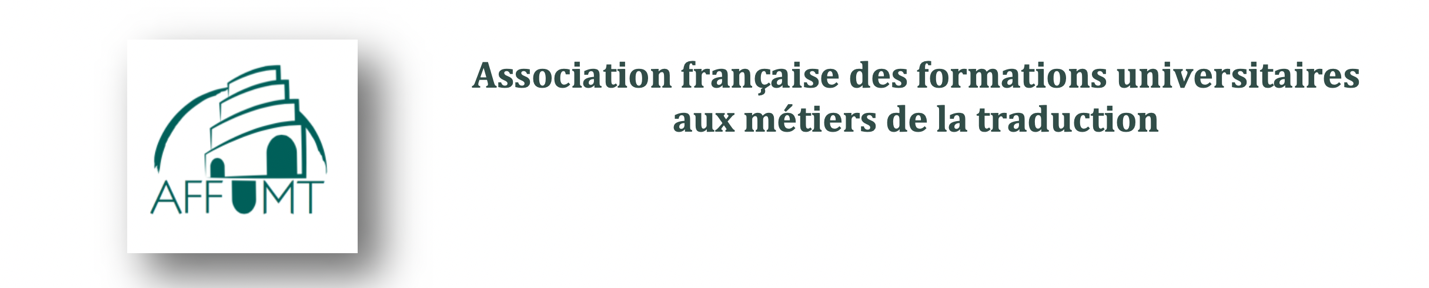 Association française des formations universitaires
aux métiers de la traduction
AFFUMT